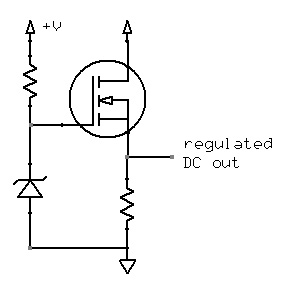 +V
regulated
DC out